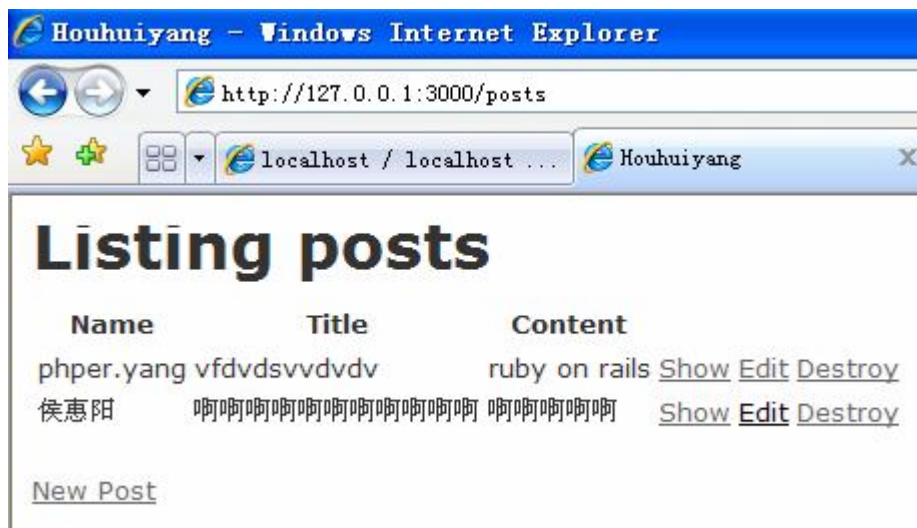 Houhuiyang - Windows Internet Explorer
http://127.0.0.1:3000/posts
localhost / localhost ... Houhuiyang
Listing posts
Name Title Content
phper.yang vfdvdsvvdvdv ruby on rails Show Edit Destroy
侯惠阳 啊啊啊啊啊啊啊啊啊啊啊 啊啊啊啊啊 Show Edit Destroy
New Post